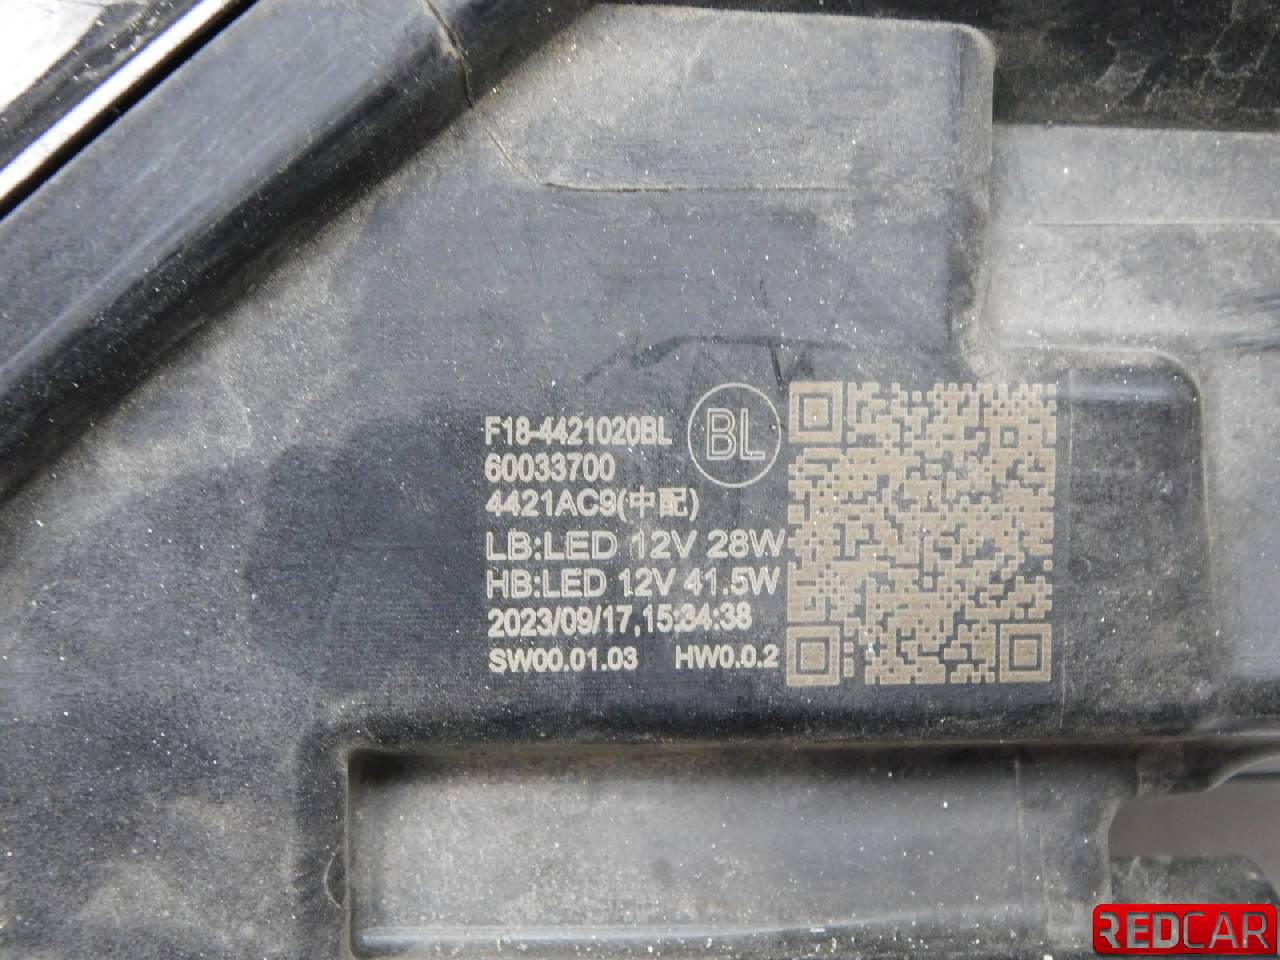 F18-4421020BL
BL
60033700
4421AC9(中配)
LB:LED 12V 28W
HB:LED 12V 41.5W
2023/09/17,15:34:38
SW00.01.03 HW0.0.2
REDCAR